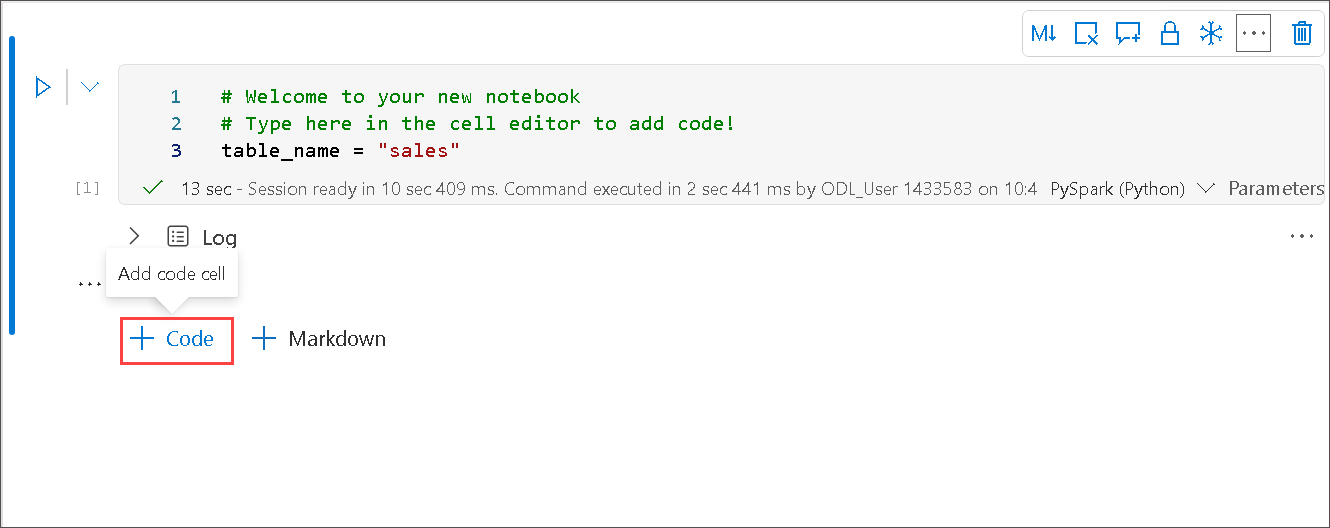 M↓
1 # Welcome to your new notebook
2 # Type here in the cell editor to add code!
3 table_name = "sales"
[1] 13 sec - Session ready in 10 sec 409 ms. Command executed in 2 sec 441 ms by ODL_User 1433583 on 10:4 PySpark (Python) Parameters
Log
Add code cell
+ Code + Markdown